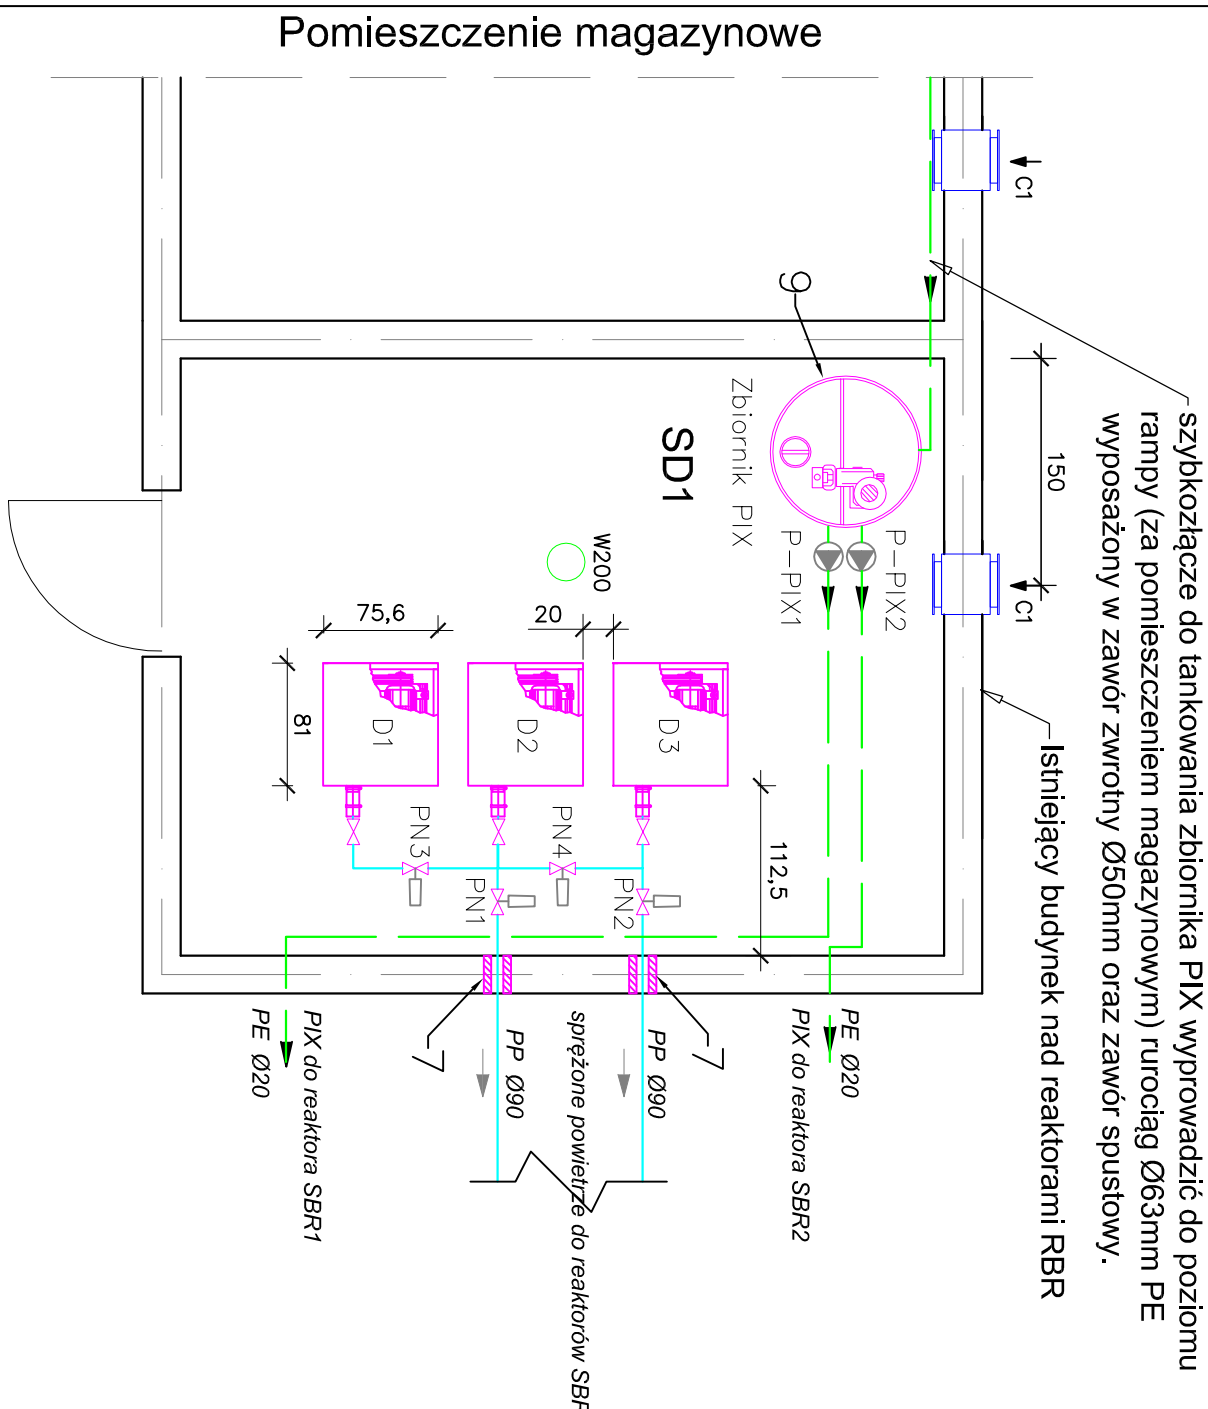 Pomieszczenie magazynowe
szybkozłącze do tankowania zbiornika PIX wyprowadzić do poziomu
rampy (za pomieszczeniem magazynowym) rurociąg Ø63mm PE
wyposażony w zawór zwrotny Ø50mm oraz zawór spustowy.
Istniejący budynek nad reaktorami RBR
C1
150
C1
9
Zbiornik PIX
SD1
P-PIX1
P-PIX2
W200
20
75,6
81
112,5
D1
D2
D3
PN3
PN4
PN1
PN2
7
7
PP Ø90
PP Ø90
sprężone powietrze do reaktorów SBR
PE Ø20
PIX do reaktora SBR2
PIX do reaktora SBR1
PE Ø20